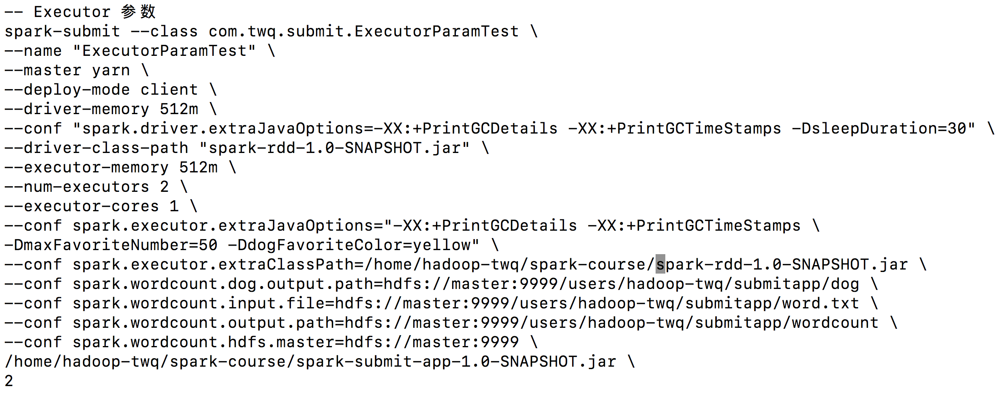 -- Executor 参数
spark-submit --class com.twq.submit.ExecutorParamTest \
--name "ExecutorParamTest" \
--master yarn \
--deploy-mode client \
--driver-memory 512m \
--conf "spark.driver.extraJavaOptions=-XX:+PrintGCDetails -XX:+PrintGCTimeStamps -DsleepDuration=30" \
--driver-class-path "spark-rdd-1.0-SNAPSHOT.jar" \
--executor-memory 512m \
--num-executors 2 \
--executor-cores 1 \
--conf spark.executor.extraJavaOptions="-XX:+PrintGCDetails -XX:+PrintGCTimeStamps \
-DmaxFavoriteNumber=50 -DdogFavoriteColor=yellow" \
--conf spark.executor.extraClassPath=/home/hadoop-twq/spark-course/spark-rdd-1.0-SNAPSHOT.jar \
--conf spark.wordcount.dog.output.path=hdfs://master:9999/users/hadoop-twq/submitapp/dog \
--conf spark.wordcount.input.file=hdfs://master:9999/users/hadoop-twq/submitapp/word.txt \
--conf spark.wordcount.output.path=hdfs://master:9999/users/hadoop-twq/submitapp/wordcount \
--conf spark.wordcount.hdfs.master=hdfs://master:9999 \
/home/hadoop-twq/spark-course/spark-submit-app-1.0-SNAPSHOT.jar \
2